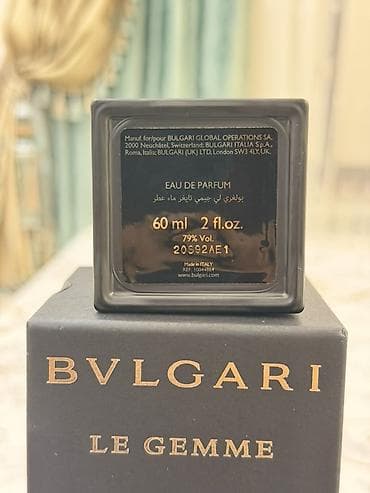 Manuf. for/pour BULGARI GLOBAL OPERATIONS SA,
2000 Neuchâtel, Switzerland; BULGARI ITALIA S.p.A.,
Roma, Italia; BULGARI (UK) LTD, London SW3 4LY, UK.
EAU DE PARFUM
بولغري لي جيمي تايغر ماء عطر
60 ml 2 fl.oz.
79% Vol.
20892AE1
Made in ITALY
www.bulgari.com
BVLGARI
LE GEMME